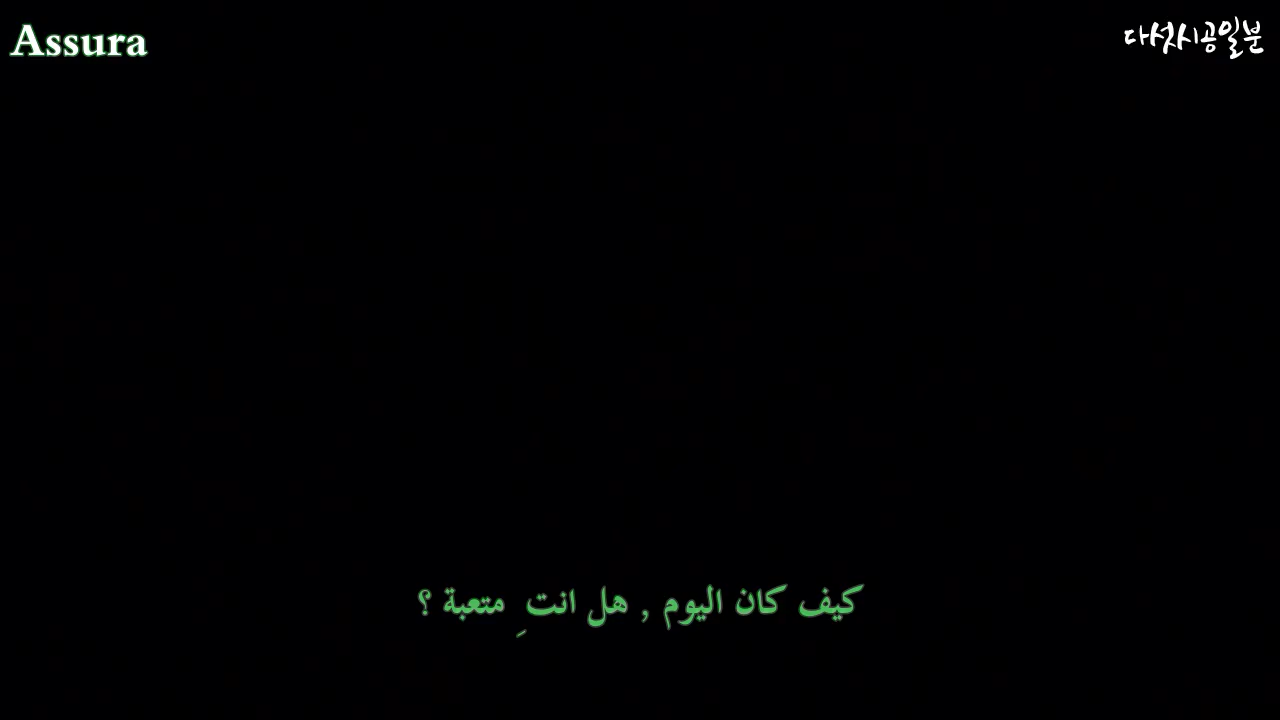 Assura
다섯시공일분
كيف كان اليوم , هل انت ِ متعبة ؟